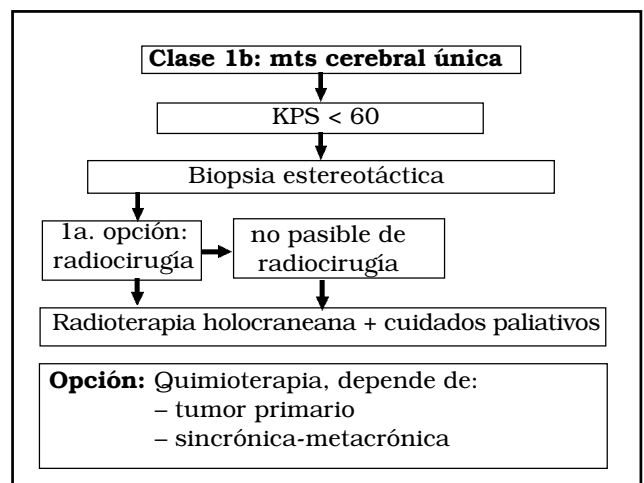 Clase 1b: mts cerebral única
KPS < 60
Biopsia estereotáctica
1a. opción:
radiocirugía
no pasible de
radiocirugía
Radioterapia holocraneana + cuidados paliativos
Opción: Quimioterapia, depende de:
– tumor primario
– sincrónica-metacrónica